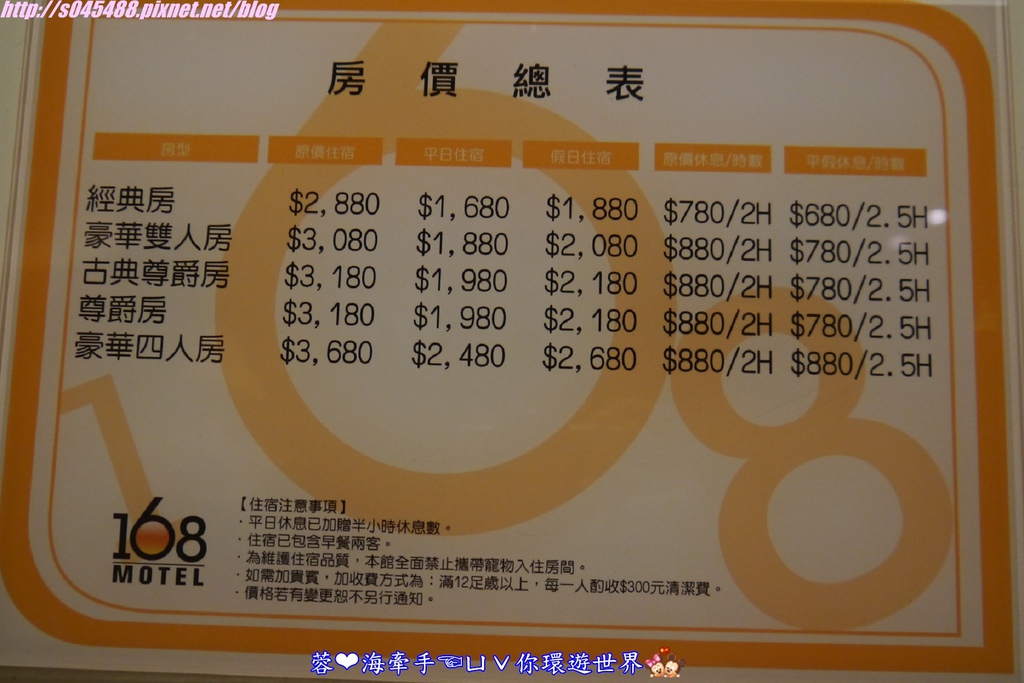 http://s045488.pixnet.net/blog
房價總表
房型 原價住宿 平日住宿 假日住宿 原價休息/時數 平假休息/時數
經典房 $2,880 $1,680 $1,880 $780/2H $680/2.5H
豪華雙人房 $3,080 $1,880 $2,080 $880/2H $780/2.5H
古典尊爵房 $3,180 $1,980 $2,180 $880/2H $780/2.5H
尊爵房 $3,180 $1,980 $2,180 $880/2H $780/2.5H
豪華四人房 $3,680 $2,480 $2,680 $880/2H $880/2.5H
168
MOTEL
【住宿注意事項】
·平日休息已加贈半小時休息數。
·住宿已包含早餐兩客。
·為維護住宿品質，本館全面禁止攜帶寵物入住房間。
·如需加貴賓，加收費方式為：滿12足歲以上，每一人酌收$300元清潔費。
·價格若有變更恕不另行通知。
蓉❤海牽手☜ㄩˇ你環遊世界